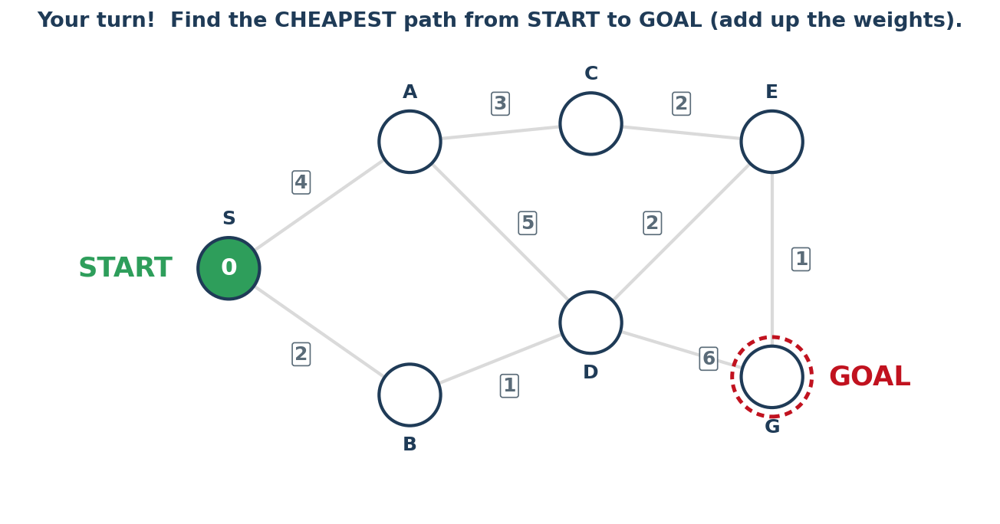 Your turn!  Find the CHEAPEST path from START to GOAL (add up the weights).
C
A
E
3
2
4
S
5
2
START
0
1
2
6
D
GOAL
1
G
B